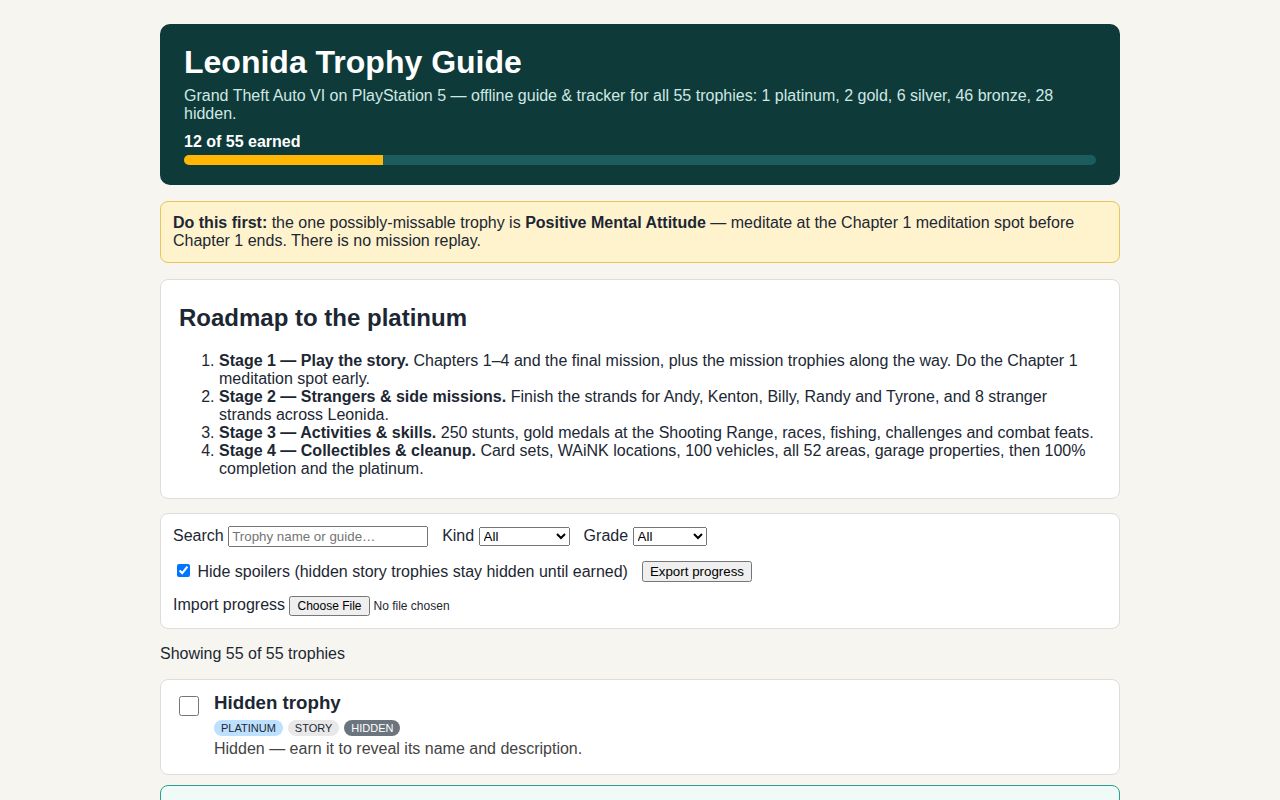 Leonida Trophy Guide
Grand Theft Auto VI on PlayStation 5 — offline guide & tracker for all 55 trophies: 1 platinum, 2 gold, 6 silver, 46 bronze, 28
hidden.
12 of 55 earned
Do this first: the one possibly-missable trophy is Positive Mental Attitude — meditate at the Chapter 1 meditation spot before
Chapter 1 ends. There is no mission replay.
Roadmap to the platinum
1. Stage 1 — Play the story. Chapters 1–4 and the final mission, plus the mission trophies along the way. Do the Chapter 1
meditation spot early.
2. Stage 2 — Strangers & side missions. Finish the strands for Andy, Kenton, Billy, Randy and Tyrone, and 8 stranger
strands across Leonida.
3. Stage 3 — Activities & skills. 250 stunts, gold medals at the Shooting Range, races, fishing, challenges and combat feats.
4. Stage 4 — Collectibles & cleanup. Card sets, WAiNK locations, 100 vehicles, all 52 areas, garage properties, then 100%
completion and the platinum.
Search Trophy name or guide… Kind All Grade All
Hide spoilers (hidden story trophies stay hidden until earned) Export progress
Import progress Choose File No file chosen
Showing 55 of 55 trophies
Hidden trophy
PLATINUM STORY HIDDEN
Hidden — earn it to reveal its name and description.